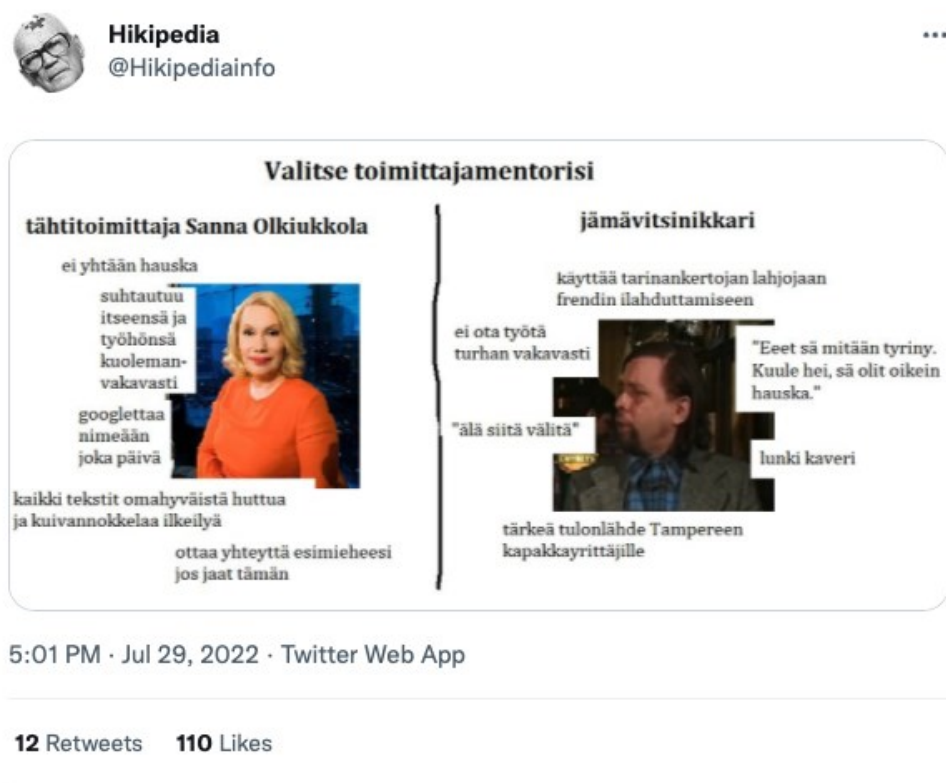 Hikipedia
@Hikipediainfo
Valitse toimittajamentorisi
tähtitoimittaja Sanna Olkiukkola
ei yhtään hauska
suhtautuu
itseensä ja
työhönsä
kuoleman-
vakavasti
googlettaa
nimeään
joka päivä
kaikki tekstit omahyväistä huttua
ja kuivannokkelaa ilkeilyä
ottaa yhteyttä esimieheesi
jos jaat tämän
jämävitsinikkari
käyttää tarinankertojan lahjojaan
frendin ilahduttamiseen
ei ota työtä
turhan vakavasti
"Eeet sä mitään tyriny.
Kuule hei, sä olit oikein
hauska."
"älä siitä välitä"
lunki kaveri
tärkeä tulonlähde Tampereen
kapakkayrittäjille
5:01 PM · Jul 29, 2022 · Twitter Web App
12 Retweets 110 Likes